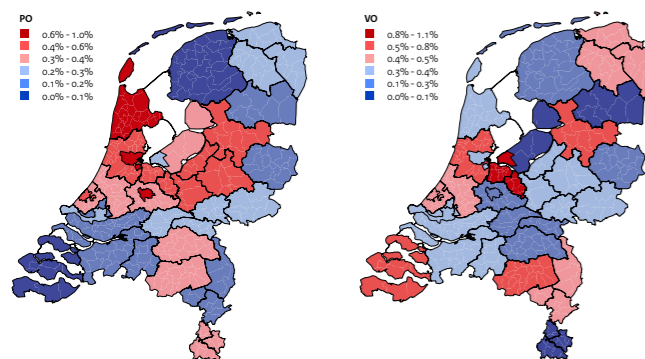 PO
0.6% - 1.0%
0.4% - 0.6%
0.3% - 0.4%
0.2% - 0.3%
0.1% - 0.2%
0.0% - 0.1%
VO
0.8% - 1.1%
0.5% - 0.8%
0.4% - 0.5%
0.3% - 0.4%
0.1% - 0.3%
0.0% - 0.1%